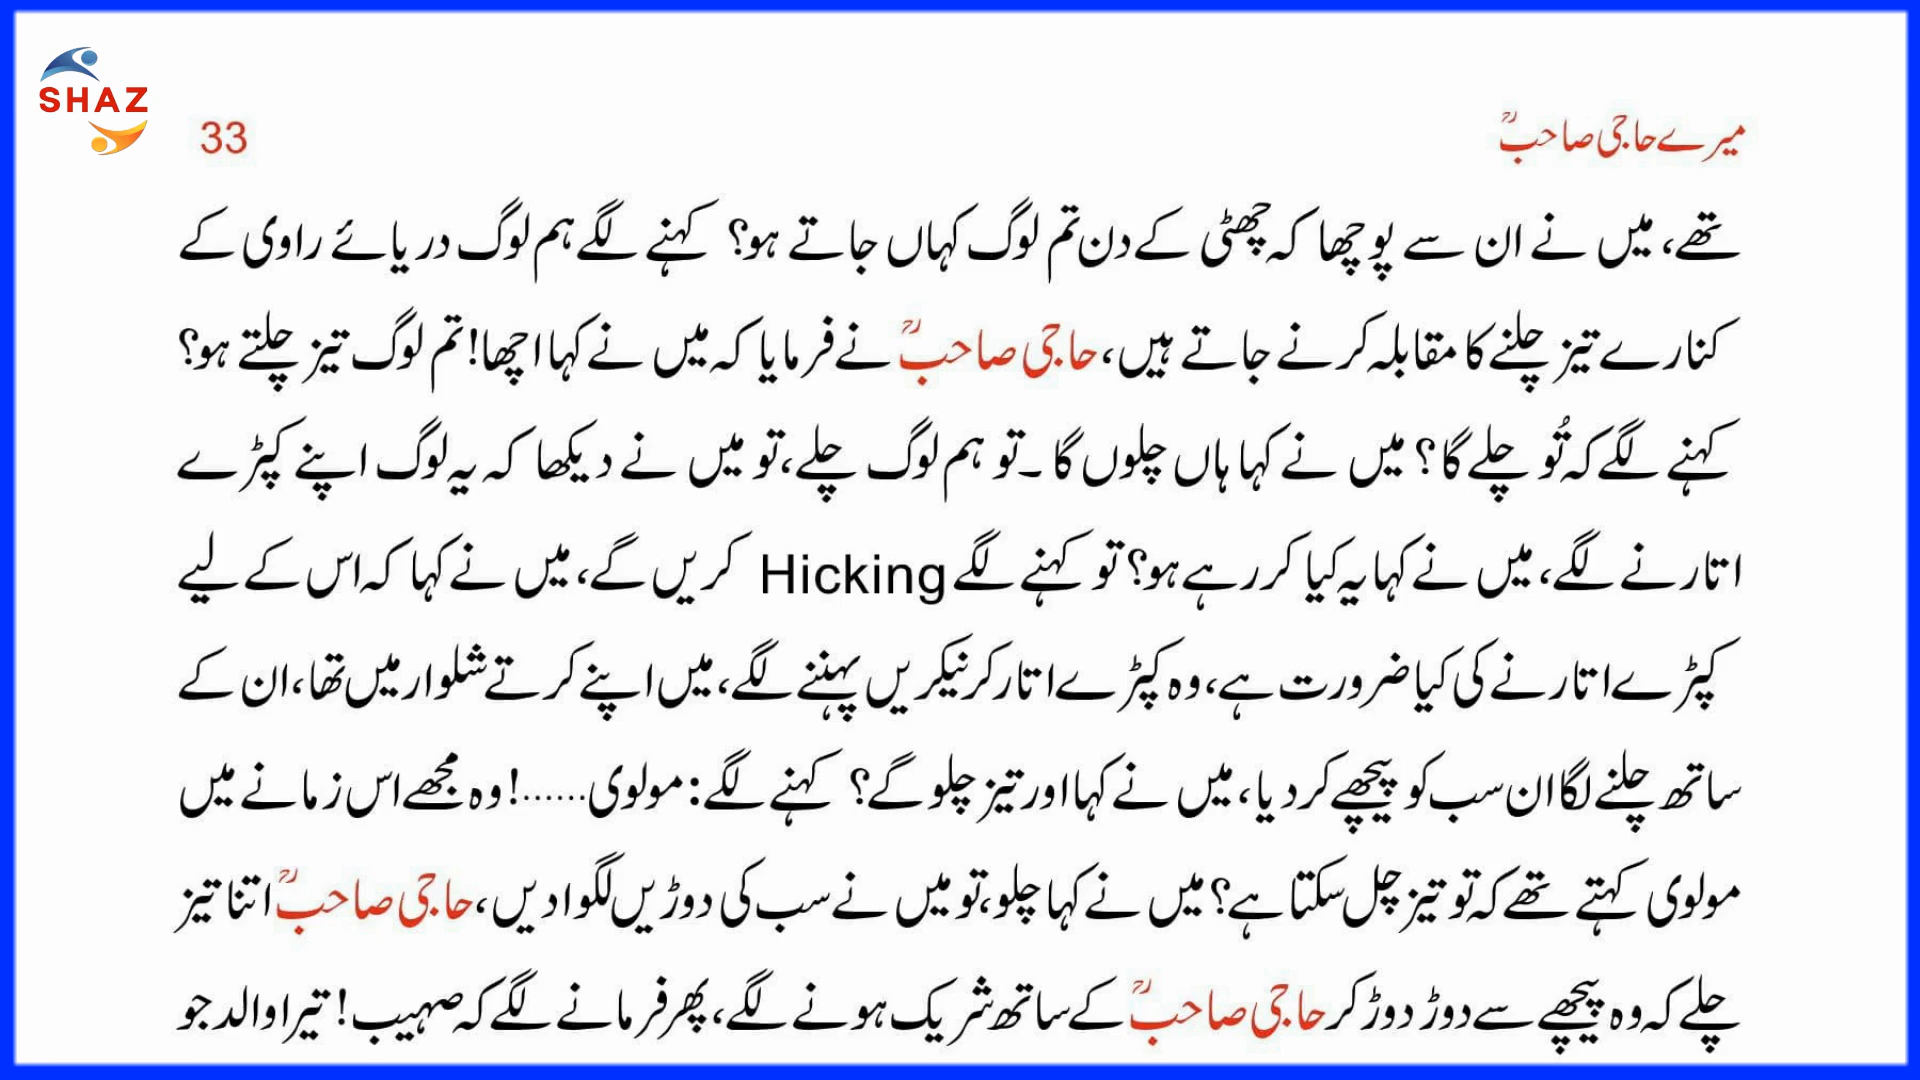 SHAZ
میرے حاجی صاحبؒ
33
تھے، میں نے ان سے پوچھا کہ چھٹی کے دن تم لوگ کہاں جاتے ہو؟ کہنے لگے ہم لوگ دریائے راوی کے
کنارے تیز چلنے کا مقابلہ کرنے جاتے ہیں، حاجی صاحبؒ نے فرمایا کہ میں نے کہا اچھا! تم لوگ تیز چلتے ہو؟
کہنے لگے کہ تُو چلے گا؟ میں نے کہا ہاں چلوں گا۔ تو ہم لوگ چلے، تو میں نے دیکھا کہ یہ لوگ اپنے کپڑے
اتارنے لگے، میں نے کہا یہ کیا کر رہے ہو؟ تو کہنے لگے Hicking کریں گے، میں نے کہا کہ اس کے لیے
کپڑے اتارنے کی کیا ضرورت ہے، وہ کپڑے اتار کر نیکریں پہننے لگے، میں اپنے کرتے شلوار میں تھا، ان کے
ساتھ چلنے لگا ان سب کو پیچھے کر دیا، میں نے کہا اور تیز چلو گے؟ کہنے لگے: مولوی......! وہ مجھے اس زمانے میں
مولوی کہتے تھے کہ تو تیز چل سکتا ہے؟ میں نے کہا چلو، تو میں نے سب کی دوڑیں لگوا دیں، حاجی صاحبؒ اتنا تیز
چلے کہ وہ پیچھے سے دوڑ دوڑ کر حاجی صاحبؒ کے ساتھ شریک ہونے لگے، پھر فرمانے لگے کہ صہیب! تیرا والد جو